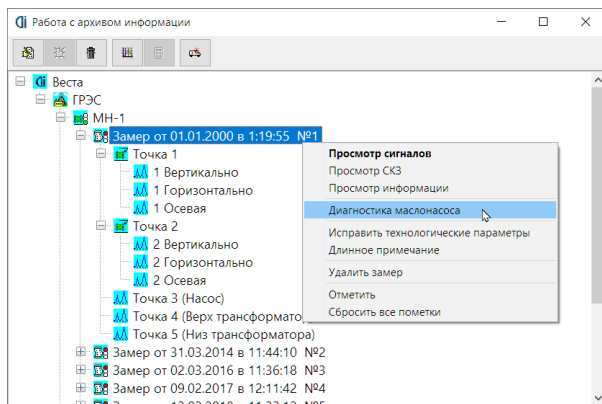 Работа с архивом информации
Веста
ГРЭС
МН-1
Замер от 01.01.2000 в 1:19:55 №1
Точка 1
1 Вертикально
1 Горизонтально
1 Осевая
Точка 2
2 Вертикально
2 Горизонтально
2 Осевая
Точка 3 (Насос)
Точка 4 (Верх трансформато
Точка 5 (Низ трансформатора)
Замер от 31.03.2014 в 11:44:10 №2
Замер от 02.03.2016 в 11:36:18 №3
Замер от 09.02.2017 в 12:11:42 №4
Просмотр сигналов
Просмотр СКЗ
Просмотр информации
Диагностика маслонасоса
Исправить технологические параметры
Длинное примечание
Удалить замер
Отметить
Сбросить все пометки